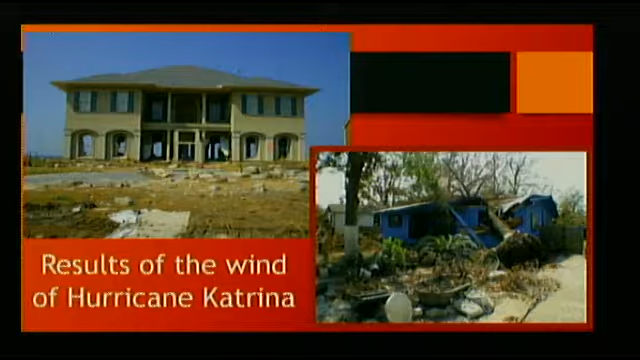 Results of the wind
of Hurricane Katrina